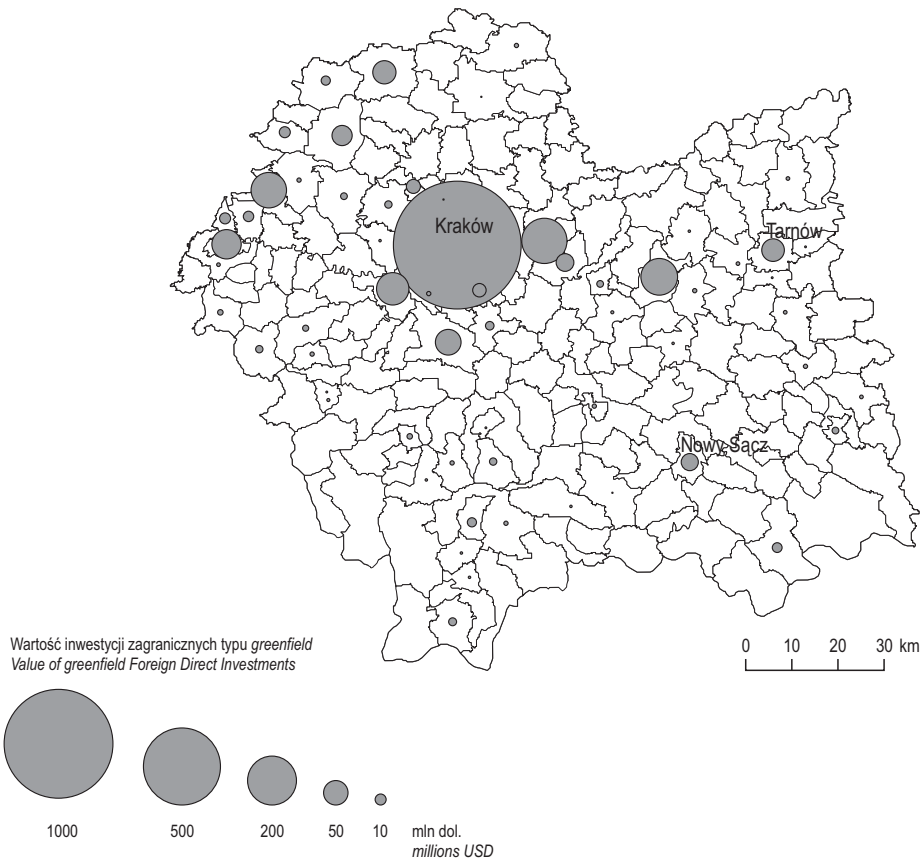 Kraków
Tarnów
Nowy Sącz
Wartość inwestycji zagranicznych typu greenfield
Value of greenfield Foreign Direct Investments
0 10 20 30 km
1000 500 200 50 10 mln dol.
millions USD